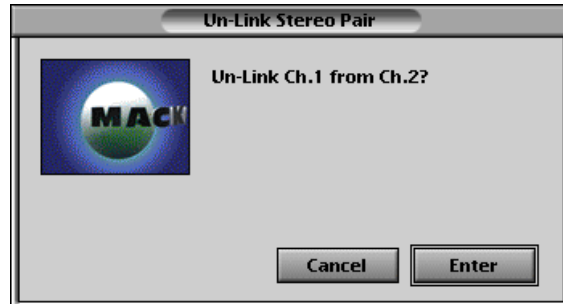 Un-Link Stereo Pair
Un-Link Ch.1 from Ch.2?
MACK
Cancel
Enter